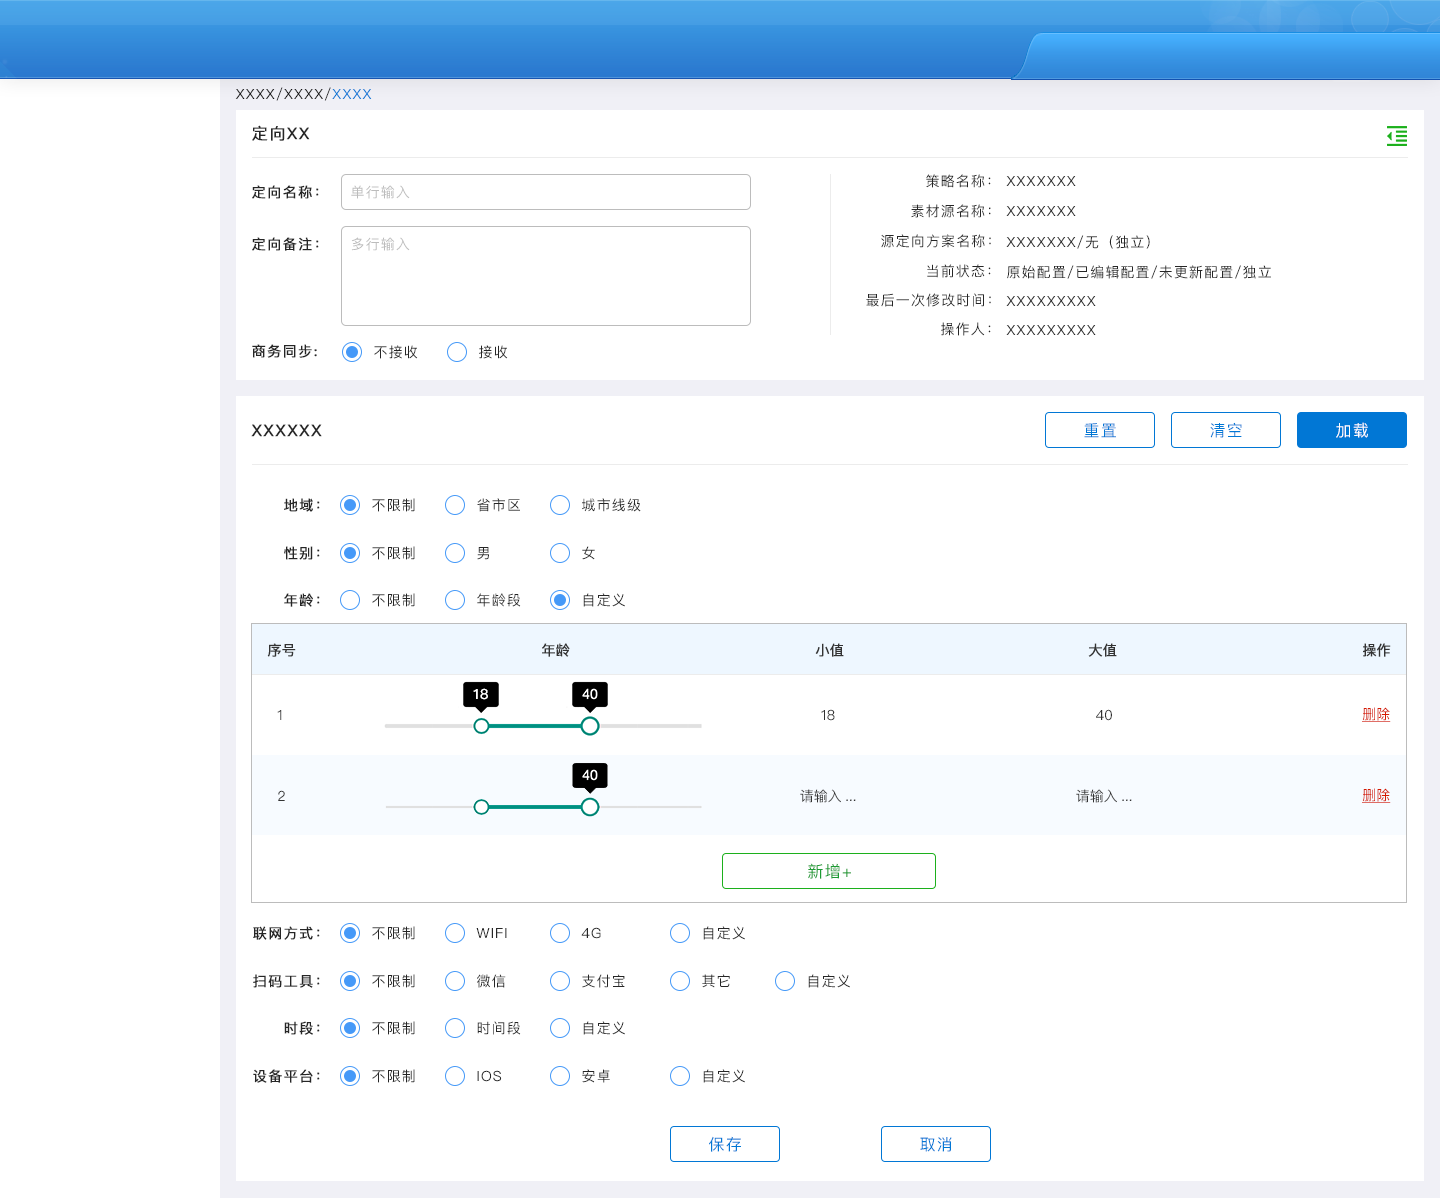 XXXX/XXXX/XXXX
定向XX
定向名称：
单行输入
定向备注：
多行输入
商务同步：
不接收
接收
策略名称： XXXXXXX
素材源名称： XXXXXXX
源定向方案名称： XXXXXXX/无（独立）
当前状态： 原始配置/已编辑配置/未更新配置/独立
最后一次修改时间： XXXXXXXXX
操作人： XXXXXXXXX
XXXXXX
重置 清空 加载
地域： 不限制 省市区 城市线级
性别： 不限制 男 女
年龄： 不限制 年龄段 自定义
序号 年龄 小值 大值 操作
18 40
1 18 40 删除
40
2 请输入 ... 请输入 ... 删除
新增+
联网方式： 不限制 WIFI 4G 自定义
扫码工具： 不限制 微信 支付宝 其它 自定义
时段： 不限制 时间段 自定义
设备平台： 不限制 IOS 安卓 自定义
保存 取消